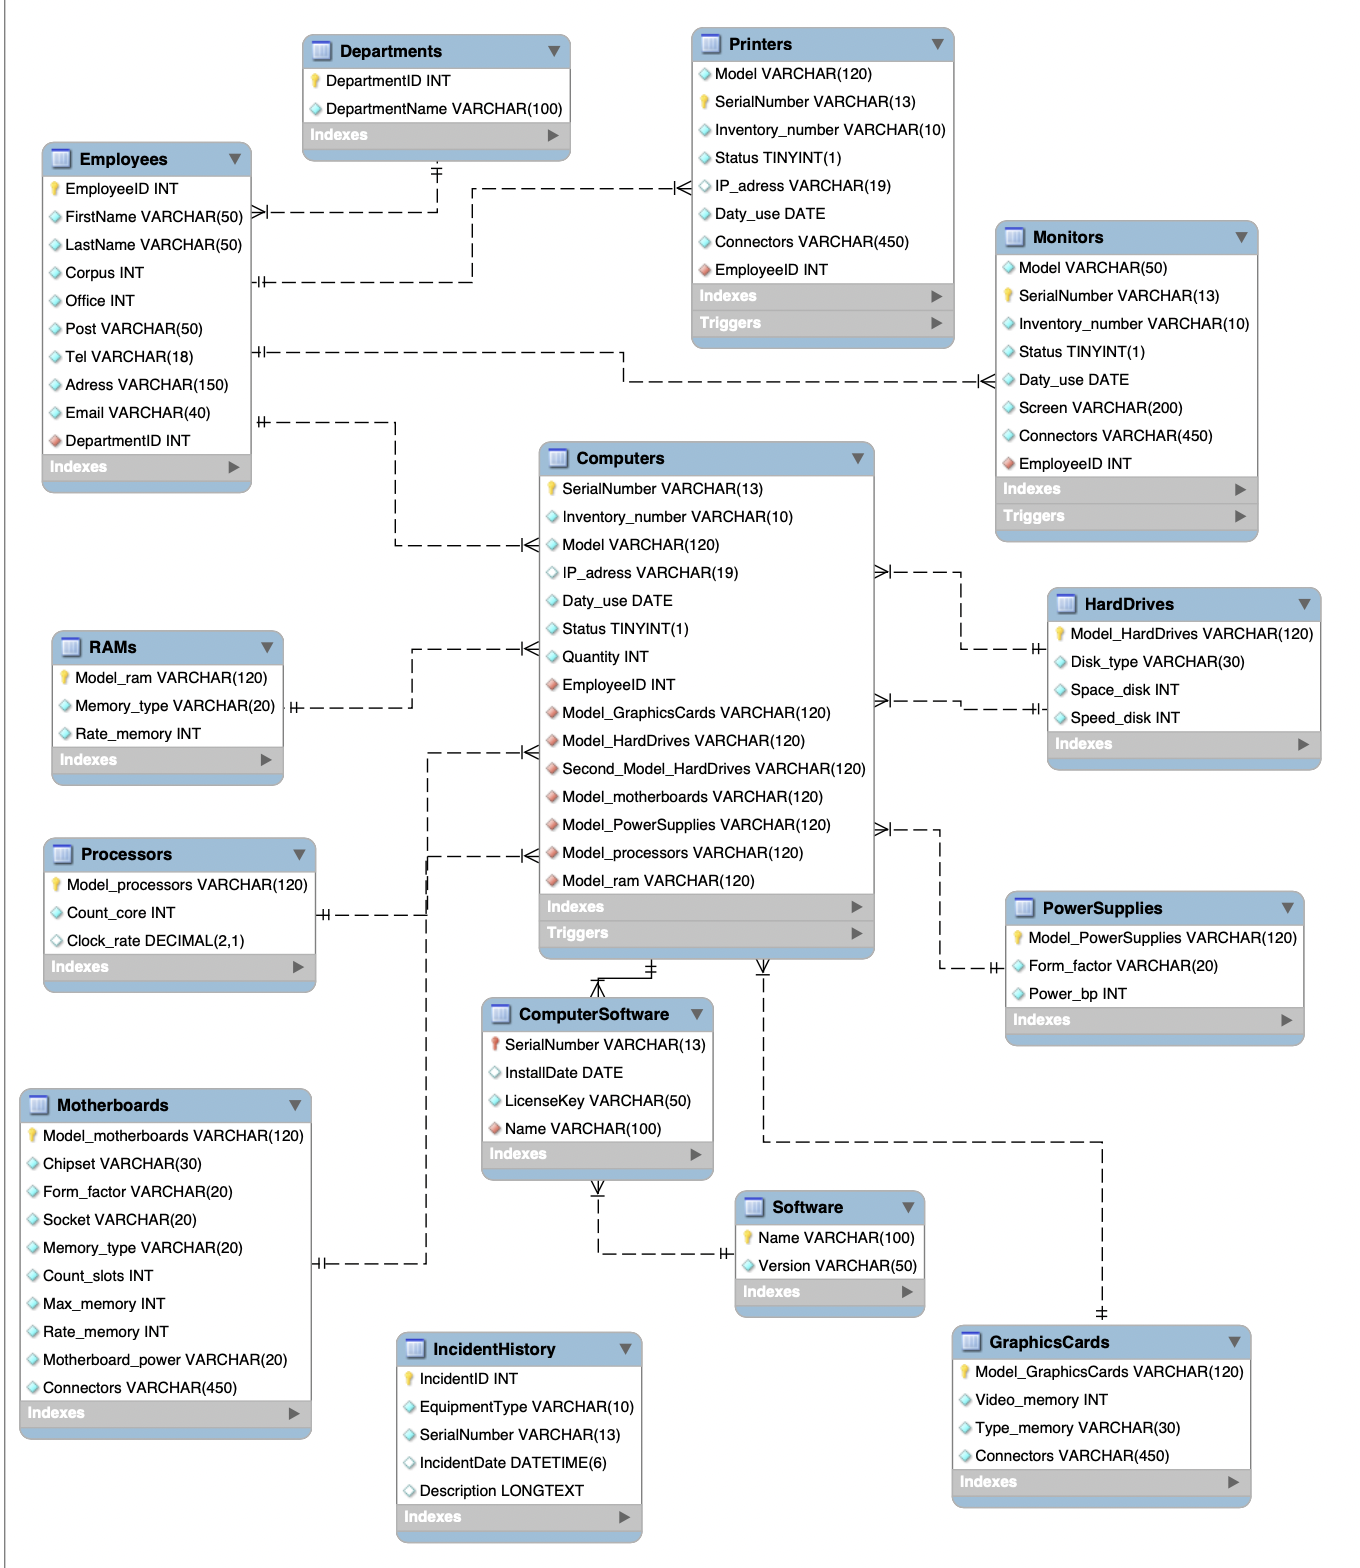 Departments
DepartmentID INT
DepartmentName VARCHAR(100)
Indexes
Printers
Model VARCHAR(120)
SerialNumber VARCHAR(13)
Inventory_number VARCHAR(10)
Status TINYINT(1)
IP_adress VARCHAR(19)
Daty_use DATE
Connectors VARCHAR(450)
EmployeeID INT
Indexes
Triggers
Employees
EmployeeID INT
FirstName VARCHAR(50)
LastName VARCHAR(50)
Corpus INT
Office INT
Post VARCHAR(50)
Tel VARCHAR(18)
Adress VARCHAR(150)
Email VARCHAR(40)
DepartmentID INT
Indexes
Monitors
Model VARCHAR(50)
SerialNumber VARCHAR(13)
Inventory_number VARCHAR(10)
Status TINYINT(1)
Daty_use DATE
Screen VARCHAR(200)
Connectors VARCHAR(450)
EmployeeID INT
Indexes
Triggers
Computers
SerialNumber VARCHAR(13)
Inventory_number VARCHAR(10)
Model VARCHAR(120)
IP_adress VARCHAR(19)
Daty_use DATE
Status TINYINT(1)
Quantity INT
EmployeeID INT
Model_GraphicsCards VARCHAR(120)
Model_HardDrives VARCHAR(120)
Second_Model_HardDrives VARCHAR(120)
Model_motherboards VARCHAR(120)
Model_PowerSupplies VARCHAR(120)
Model_processors VARCHAR(120)
Model_ram VARCHAR(120)
Indexes
Triggers
HardDrives
Model_HardDrives VARCHAR(120)
Disk_type VARCHAR(30)
Space_disk INT
Speed_disk INT
Indexes
RAMs
Model_ram VARCHAR(120)
Memory_type VARCHAR(20)
Rate_memory INT
Indexes
Processors
Model_processors VARCHAR(120)
Count_core INT
Clock_rate DECIMAL(2,1)
Indexes
PowerSupplies
Model_PowerSupplies VARCHAR(120)
Form_factor VARCHAR(20)
Power_bp INT
Indexes
ComputerSoftware
SerialNumber VARCHAR(13)
InstallDate DATE
LicenseKey VARCHAR(50)
Name VARCHAR(100)
Indexes
Motherboards
Model_motherboards VARCHAR(120)
Chipset VARCHAR(30)
Form_factor VARCHAR(20)
Socket VARCHAR(20)
Memory_type VARCHAR(20)
Count_slots INT
Max_memory INT
Rate_memory INT
Motherboard_power VARCHAR(20)
Connectors VARCHAR(450)
Indexes
Software
Name VARCHAR(100)
Version VARCHAR(50)
Indexes
IncidentHistory
IncidentID INT
EquipmentType VARCHAR(10)
SerialNumber VARCHAR(13)
IncidentDate DATETIME(6)
Description LONGTEXT
Indexes
GraphicsCards
Model_GraphicsCards VARCHAR(120)
Video_memory INT
Type_memory VARCHAR(30)
Connectors VARCHAR(450)
Indexes